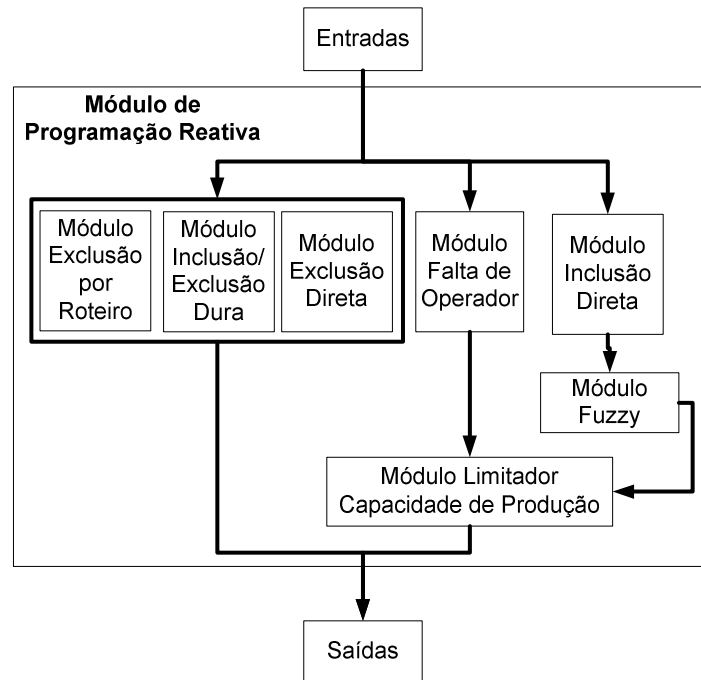 Entradas
Módulo de
Programação Reativa
Módulo
Exclusão
por
Roteiro
Módulo
Inclusão/
Exclusão
Dura
Módulo
Exclusão
Direta
Módulo
Falta de
Operador
Módulo
Inclusão
Direta
Módulo
Fuzzy
Módulo Limitador
Capacidade de Produção
Saídas